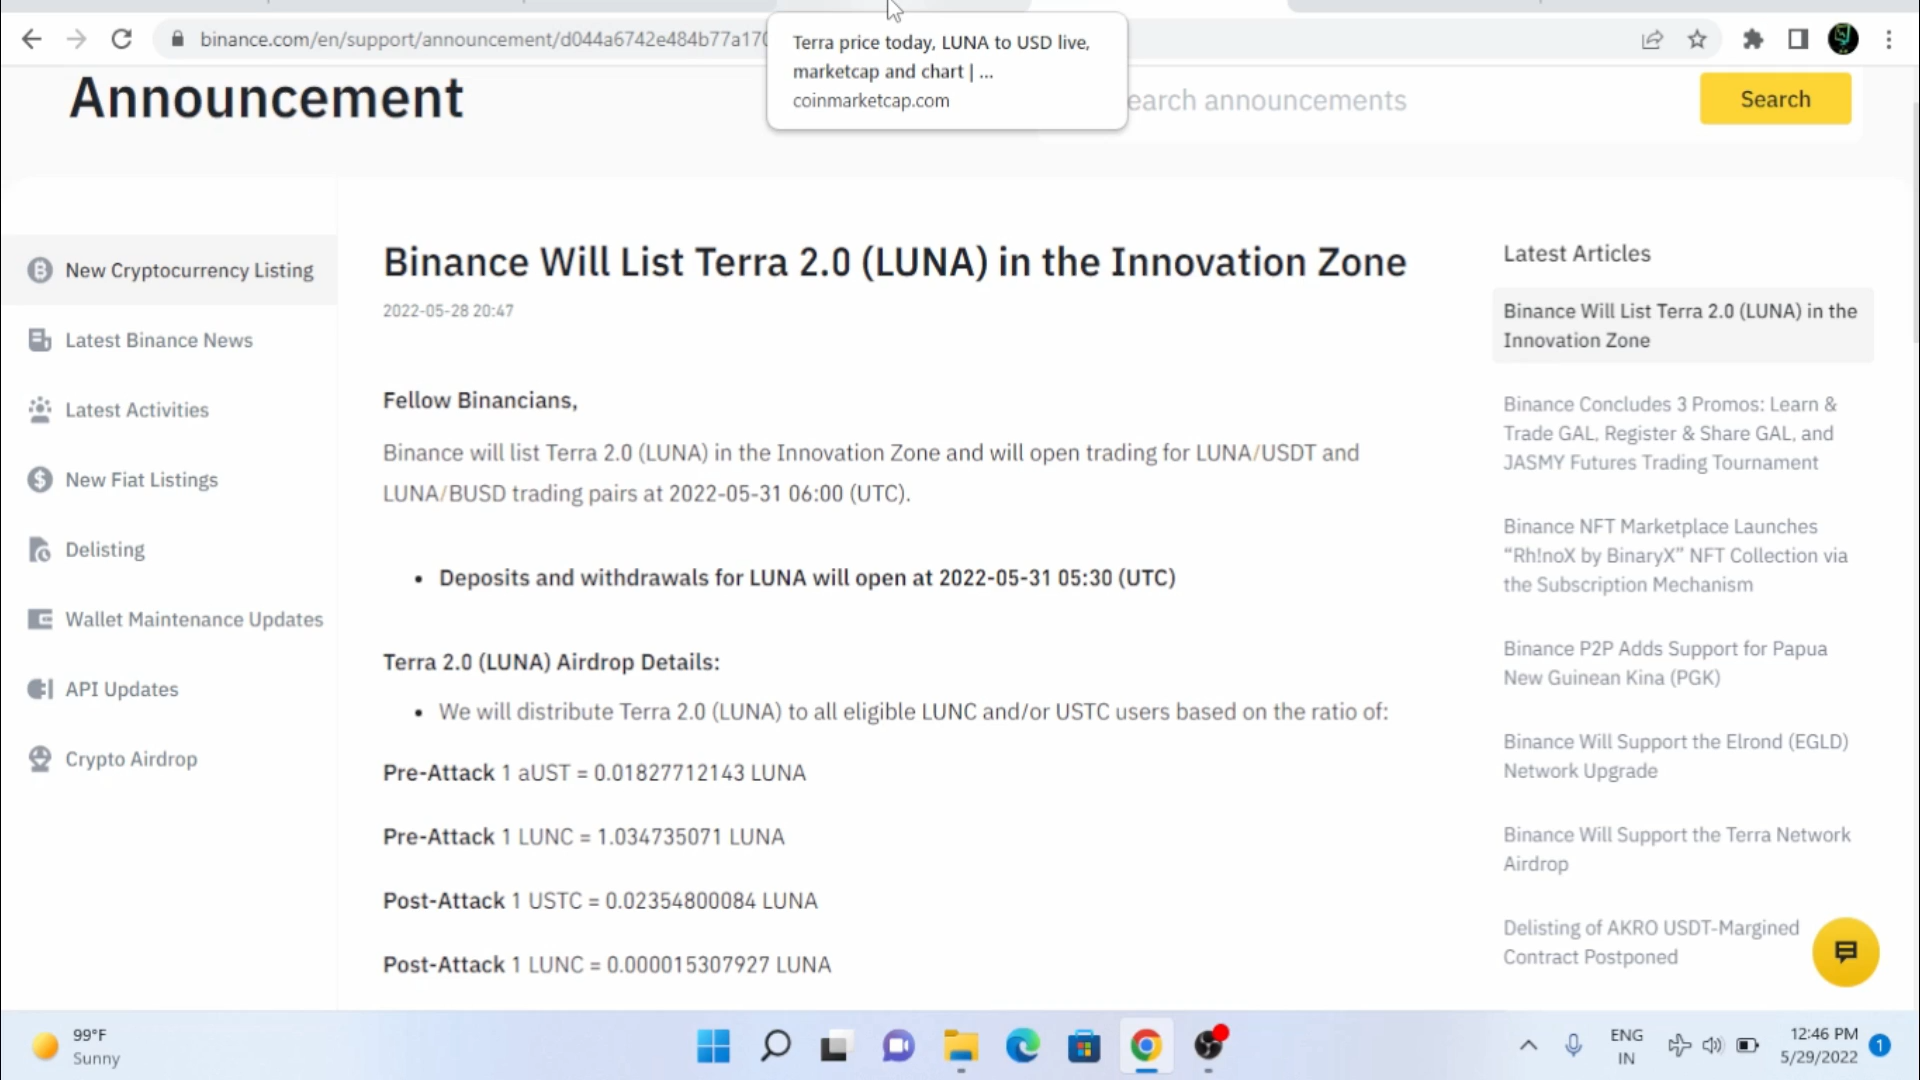 binance.com/en/support/announcement/d044a6742e484b77a170
Terra price today, LUNA to USD live,
marketcap and chart | ...
coinmarketcap.com
Announcement
earch announcements
Search
New Cryptocurrency Listing
Latest Binance News
Latest Activities
New Fiat Listings
Delisting
Wallet Maintenance Updates
API Updates
Crypto Airdrop
Binance Will List Terra 2.0 (LUNA) in the Innovation Zone
2022-05-28 20:47
Fellow Binancians,
Binance will list Terra 2.0 (LUNA) in the Innovation Zone and will open trading for LUNA/USDT and
LUNA/BUSD trading pairs at 2022-05-31 06:00 (UTC).
• Deposits and withdrawals for LUNA will open at 2022-05-31 05:30 (UTC)
Terra 2.0 (LUNA) Airdrop Details:
• We will distribute Terra 2.0 (LUNA) to all eligible LUNC and/or USTC users based on the ratio of:
Pre-Attack 1 aUST = 0.01827712143 LUNA
Pre-Attack 1 LUNC = 1.034735071 LUNA
Post-Attack 1 USTC = 0.02354800084 LUNA
Post-Attack 1 LUNC = 0.000015307927 LUNA
Latest Articles
Binance Will List Terra 2.0 (LUNA) in the
Innovation Zone
Binance Concludes 3 Promos: Learn &
Trade GAL, Register & Share GAL, and
JASMY Futures Trading Tournament
Binance NFT Marketplace Launches
“Rh!noX by BinaryX” NFT Collection via
the Subscription Mechanism
Binance P2P Adds Support for Papua
New Guinean Kina (PGK)
Binance Will Support the Elrond (EGLD)
Network Upgrade
Binance Will Support the Terra Network
Airdrop
Delisting of AKRO USDT-Margined
Contract Postponed
99°F
Sunny
ENG
IN
12:46 PM
5/29/2022
1